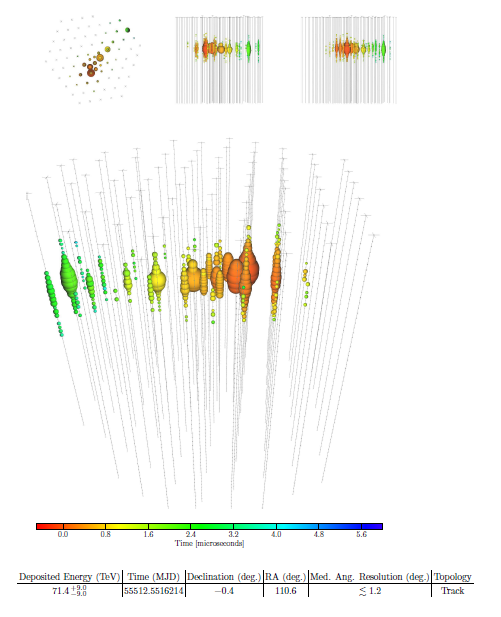 0.0 0.8 1.6 2.4 3.2 4.0 4.8 5.6
Time [microseconds]
Deposited Energy (TeV) Time (MJD) Declination (deg.) RA (deg.) Med. Ang. Resolution (deg.) Topology
71.4 +9.0 −9.0 55512.5516214 −0.4 110.6 ≲ 1.2 Track